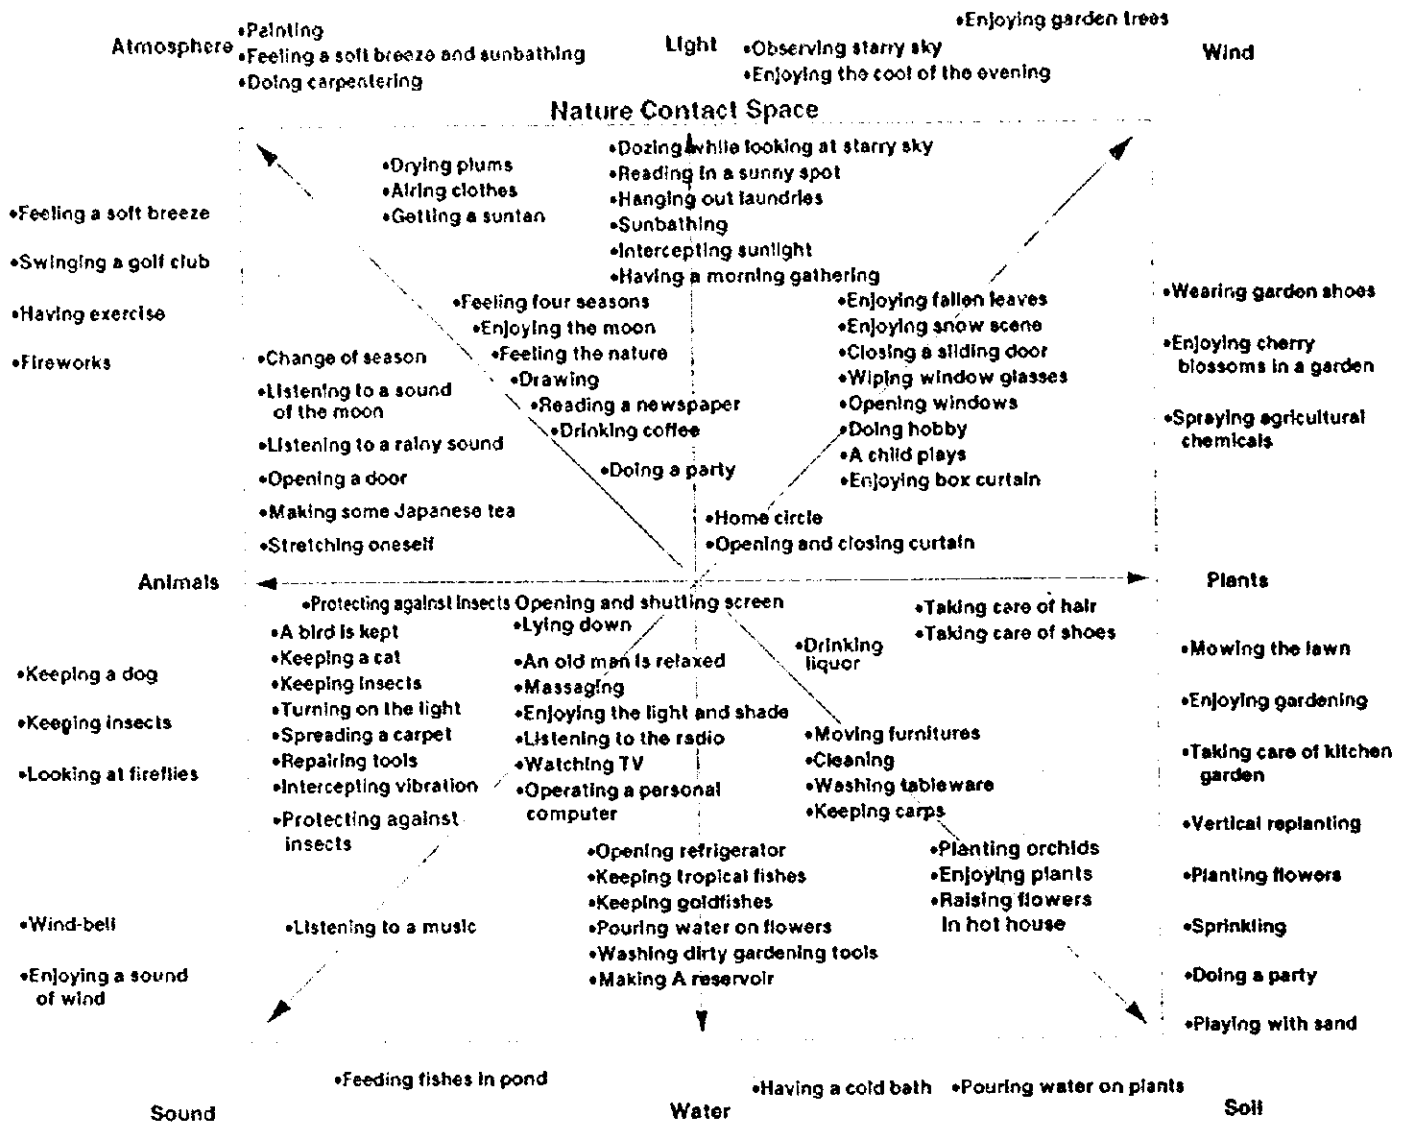 •Enjoying garden trees
Atmosphere
•Painting
•Feeling a soft breeze and sunbathing
•Doing carpentering
Light
•Observing starry sky
•Enjoying the cool of the evening
Wind
Nature Contact Space
•Drying plums
•Airing clothes
•Getting a suntan
•Dozing while looking at starry sky
•Reading in a sunny spot
•Hanging out laundries
•Sunbathing
•Intercepting sunlight
•Having a morning gathering
•Feeling a soft breeze
•Swinging a golf club
•Having exercise
•Fireworks
•Feeling four seasons
•Enjoying the moon
•Feeling the nature
•Drawing
•Reading a newspaper
•Drinking coffee
•Doing a party
•Enjoying fallen leaves
•Enjoying snow scene
•Closing a sliding door
•Wiping window glasses
•Opening windows
•Doing hobby
•A child plays
•Enjoying box curtain
•Wearing garden shoes
•Enjoying cherry
blossoms in a garden
•Spraying agricultural
chemicals
•Change of season
•Listening to a sound
of the moon
•Listening to a rainy sound
•Opening a door
•Making some Japanese tea
•Stretching oneself
•Home circle
•Opening and closing curtain
Animals
Plants
•Protecting against insects
Opening and shutting screen
•Lying down
•A bird is kept
•Keeping a cat
•Keeping insects
•Turning on the light
•Spreading a carpet
•Repairing tools
•Intercepting vibration
•Protecting against
insects
•An old man is relaxed
•Massaging
•Enjoying the light and shade
•Listening to the radio
•Watching TV
•Operating a personal
computer
•Taking care of hair
•Taking care of shoes
•Drinking
liquor
•Moving furnitures
•Cleaning
•Washing tableware
•Keeping carps
•Keeping a dog
•Keeping insects
•Looking at fireflies
•Mowing the lawn
•Enjoying gardening
•Taking care of kitchen
garden
•Vertical replanting
•Planting flowers
•Sprinkling
•Doing a party
•Playing with sand
•Opening refrigerator
•Keeping tropical fishes
•Keeping goldfishes
•Pouring water on flowers
•Washing dirty gardening tools
•Making A reservoir
•Planting orchids
•Enjoying plants
•Raising flowers
In hot house
•Wind-bell
•Enjoying a sound
of wind
•Listening to a music
•Feeding fishes in pond
•Having a cold bath
•Pouring water on plants
Sound
Water
Soil